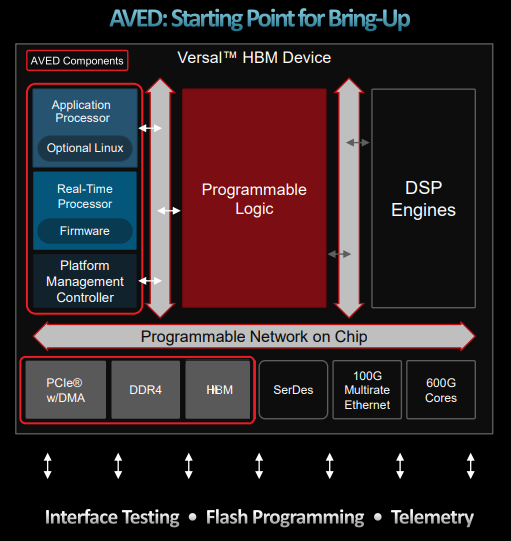 AVED: Starting Point for Bring-Up
Versal™ HBM Device
AVED Components
Application
Processor
Optional Linux
Real-Time
Processor
Firmware
Platform
Management
Controller
Programmable
Logic
DSP
Engines
Programmable Network on Chip
PCIe®
w/DMA
DDR4
HBM
SerDes
100G
Multirate
Ethernet
600G
Cores
Interface Testing • Flash Programming • Telemetry